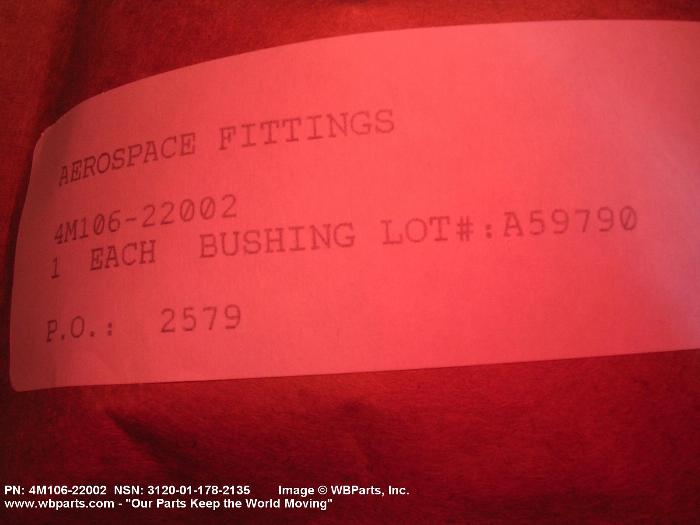 AEROSPACE FITTINGS
4M106-22002
1 EACH BUSHING LOT#:A59790
P.O.: 2579
PN: 4M106-22002 NSN: 3120-01-178-2135 Image © WBParts, Inc.
www.wbparts.com - "Our Parts Keep the World Moving"